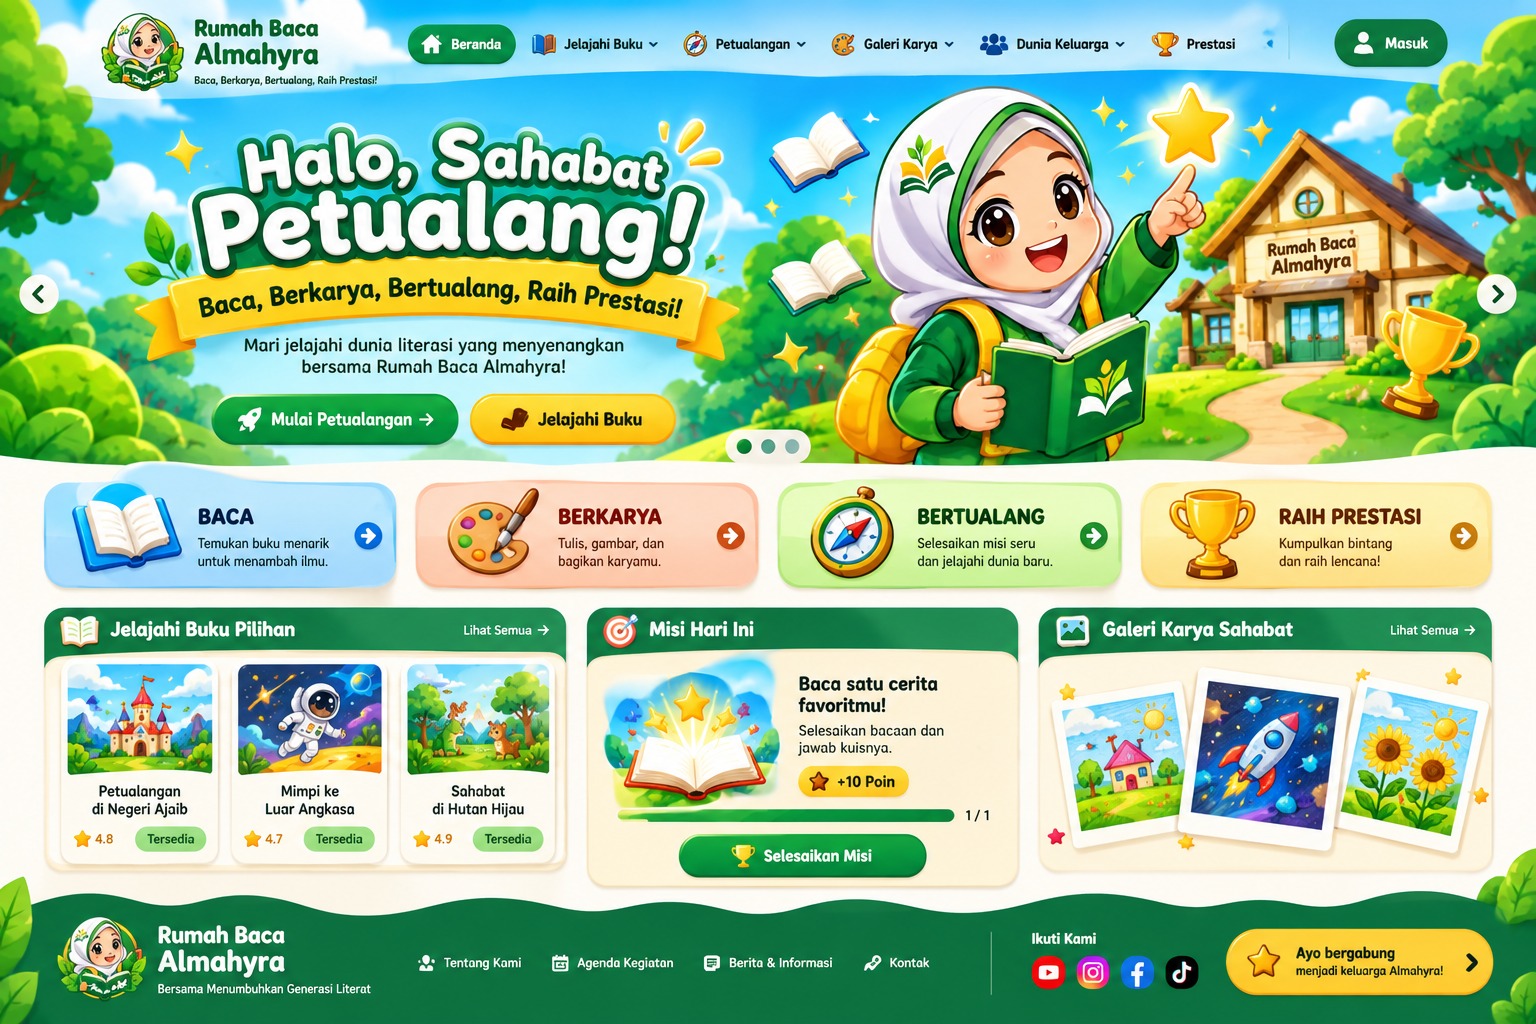 Rumah Baca
Almahyra
Baca, Berkarya, Bertualang, Raih Prestasi!
Beranda
Jelajahi Buku
Petualangan
Galeri Karya
Dunia Keluarga
Prestasi
Masuk
Halo, Sahabat
Petualang!
Baca, Berkarya, Bertualang, Raih Prestasi!
Mari jelajahi dunia literasi yang menyenangkan
bersama Rumah Baca Almahyra!
Mulai Petualangan →
Jelajahi Buku
Rumah Baca
Almahyra
BACA
Temukan buku menarik
untuk menambah ilmu.
BERKARYA
Tulis, gambar, dan
bagikan karyamu.
BERTUALANG
Selesaikan misi seru
dan jelajahi dunia baru.
RAIH PRESTASI
Kumpulkan bintang
dan raih lencana!
Jelajahi Buku Pilihan
Lihat Semua →
Petualangan
di Negeri Ajaib
4.8
Tersedia
Mimpi ke
Luar Angkasa
4.7
Tersedia
Sahabat
di Hutan Hijau
4.9
Tersedia
Misi Hari Ini
Baca satu cerita
favoritmu!
Selesaikan bacaan dan
jawab kuisnya.
+10 Poin
1 / 1
Selesaikan Misi
Galeri Karya Sahabat
Lihat Semua →
Rumah Baca
Almahyra
Bersama Menumbuhkan Generasi Literat
Tentang Kami
Agenda Kegiatan
Berita & Informasi
Kontak
Ikuti Kami
Ayo bergabung
menjadi keluarga Almahyra!